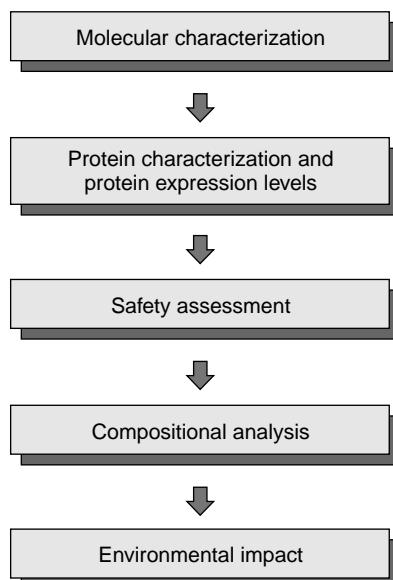 Molecular characterization
Protein characterization and
protein expression levels
Safety assessment
Compositional analysis
Environmental impact